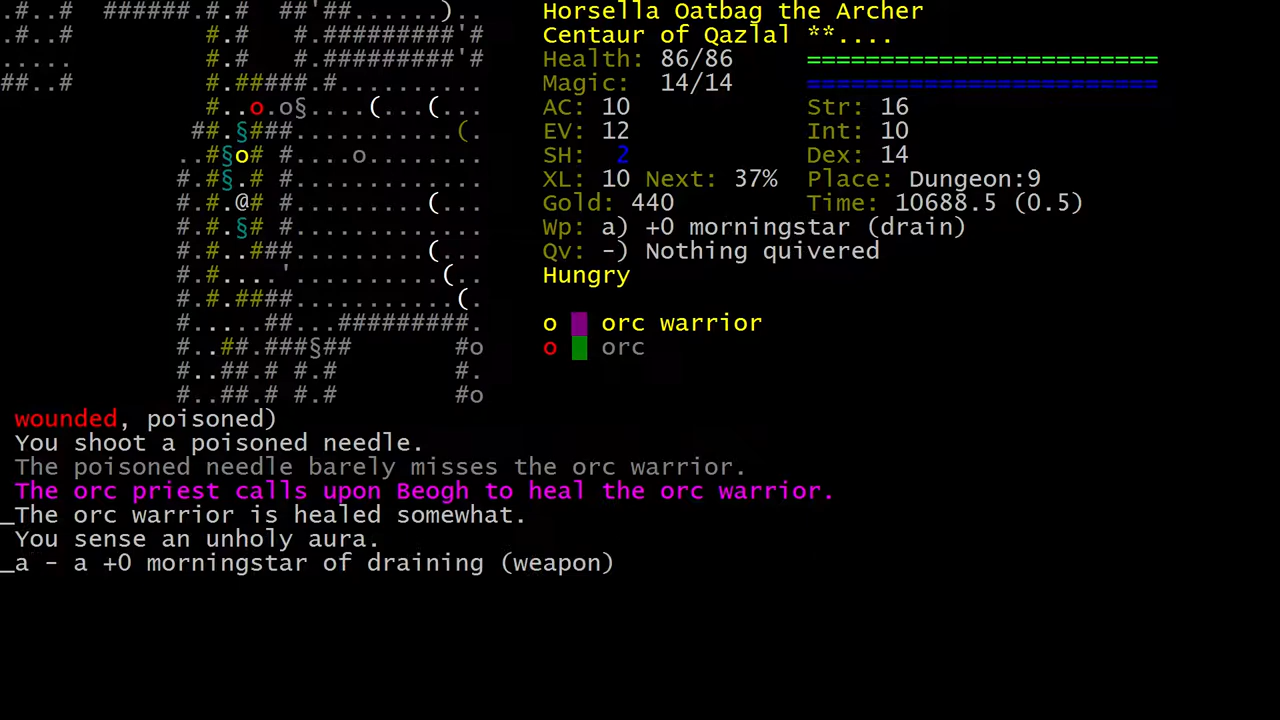 .#..#  ######.#.#  ##'##......)..  Horsella Oatbag the Archer
.#..#         #.#   #.#########'#  Centaur of Qazlal **....
.....         #.#   #.#########'#  Health: 86/86  ========================
##..#         #.#####.#..........  Magic:  14/14  ========================
#..o.o§....(...(..  AC: 10  Str: 16
##.§###..........(.  EV: 12  Int: 10
..#§o# #....o.......  SH:  2  Dex: 14
#.#§.# #............  XL: 10 Next: 37%  Place: Dungeon:9
#.#.@# #.........(..  Gold: 440  Time: 10688.5 (0.5)
#.#.§# #............  Wp: a) +0 morningstar (drain)
#.#..###.........(..  Qv: -) Nothing quivered
#.#....'..........(.  Hungry
#.#.####...........(.
#.....##...#########.  o orc warrior
#..##.###§##       #o  o orc
#..##.# #.#        #.
#..##.# #.#        #o
wounded, poisoned)
You shoot a poisoned needle.
The poisoned needle barely misses the orc warrior.
The orc priest calls upon Beogh to heal the orc warrior.
_The orc warrior is healed somewhat.
You sense an unholy aura.
_a - a +0 morningstar of draining (weapon)